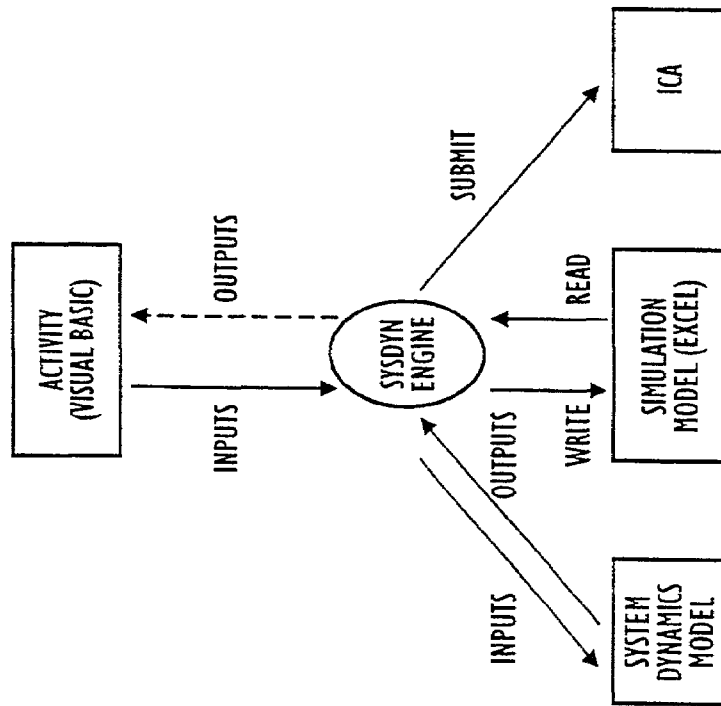 ACTIVITY
(VISUAL BASIC)
INPUTS
OUTPUTS
SYSDYN
ENGINE
SUBMIT
INPUTS
OUTPUTS
WRITE
READ
SYSTEM
DYNAMICS
MODEL
SIMULATION
MODEL (EXCEL)
ICA